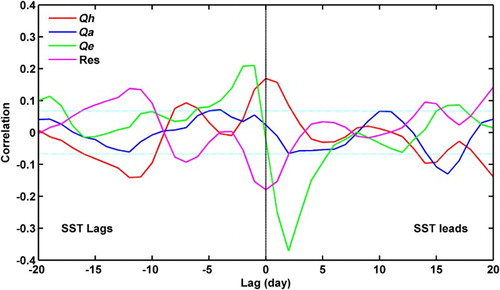 0.4
0.3
0.2
0.1
0
-0.1
-0.2
-0.3
-0.4
Correlation
Qh
Qa
Qe
Res
SST Lags
SST leads
-20 -15 -10 -5 0 5 10 15 20
Lag (day)